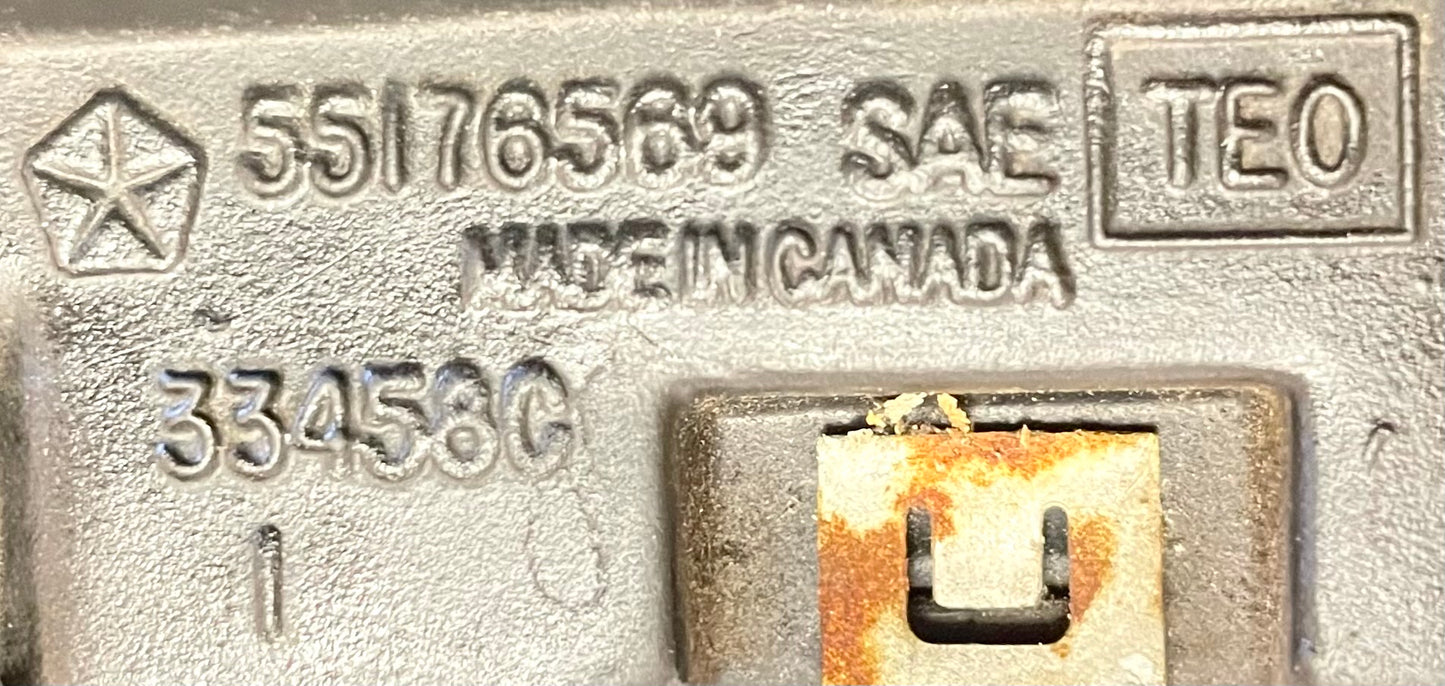 55176569 SAE TEO
MADE IN CANADA
33458C
1